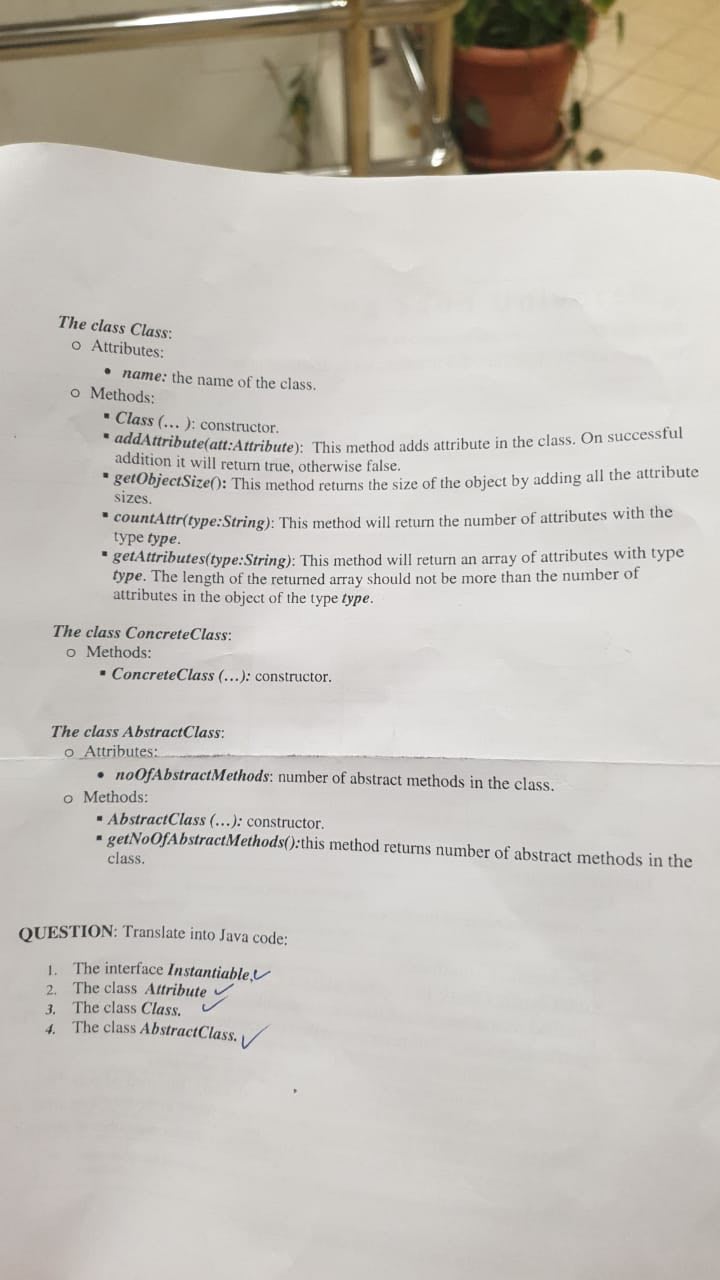 The class Class:
o Attributes:
• name: the name of the class.
o Methods:
▪ Class (... ): constructor.
▪ addAttribute(att:Attribute): This method adds attribute in the class. On successful
addition it will return true, otherwise false.
▪ getObjectSize(): This method returns the size of the object by adding all the attribute
sizes.
▪ countAttr(type:String): This method will return the number of attributes with the
type type.
▪ getAttributes(type:String): This method will return an array of attributes with type
type. The length of the returned array should not be more than the number of
attributes in the object of the type type.
The class ConcreteClass:
o Methods:
▪ ConcreteClass (...): constructor.
The class AbstractClass:
o Attributes:
• noOfAbstractMethods: number of abstract methods in the class.
o Methods:
▪ AbstractClass (...): constructor.
▪ getNoOfAbstractMethods():this method returns number of abstract methods in the
class.
QUESTION: Translate into Java code:
1. The interface Instantiable,
2. The class Attribute
3. The class Class.
4. The class AbstractClass.